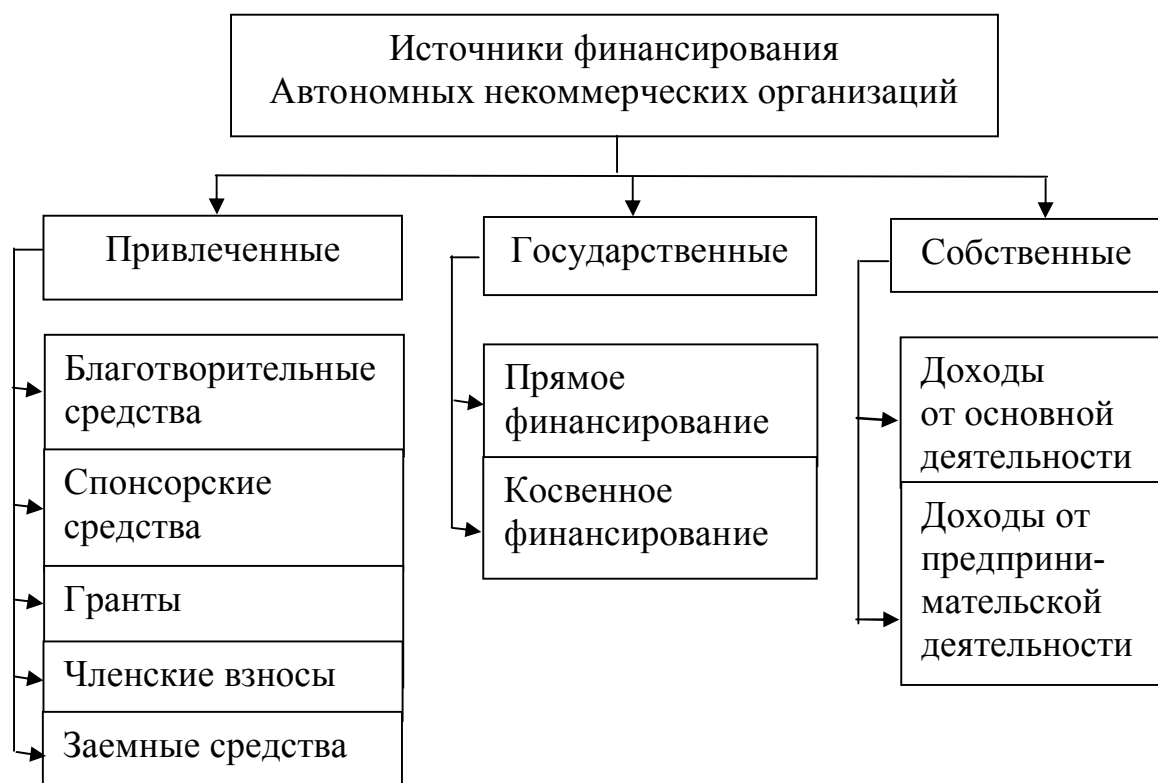 Источники финансирования
Автономных некоммерческих организаций
Привлеченные
Благотворительные
средства
Спонсорские
средства
Гранты
Членские взносы
Заемные средства
Государственные
Прямое
финансирование
Косвенное
финансирование
Собственные
Доходы
от основной
деятельности
Доходы от
предприни-
мательской
деятельности